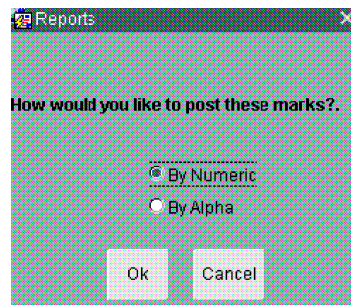 Reports
How would you like to post these marks?.
By Numeric
By Alpha
Ok Cancel